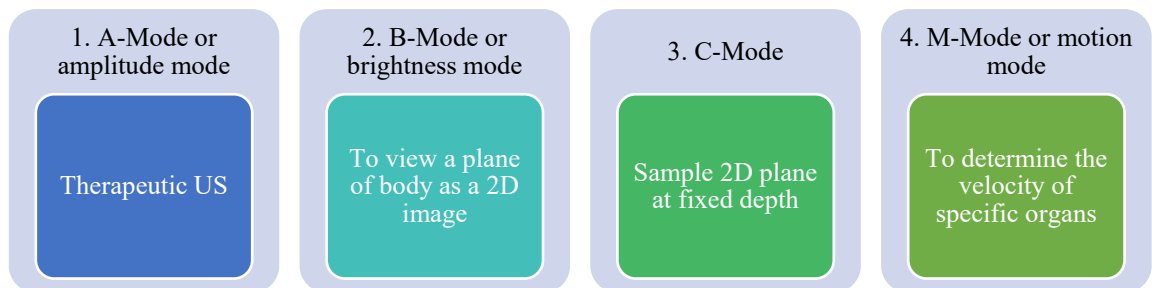 1. A-Mode or
amplitude mode
Therapeutic US
2. B-Mode or
brightness mode
To view a plane
of body as a 2D
image
3. C-Mode
Sample 2D plane
at fixed depth
4. M-Mode or motion
mode
To determine the
velocity of
specific organs